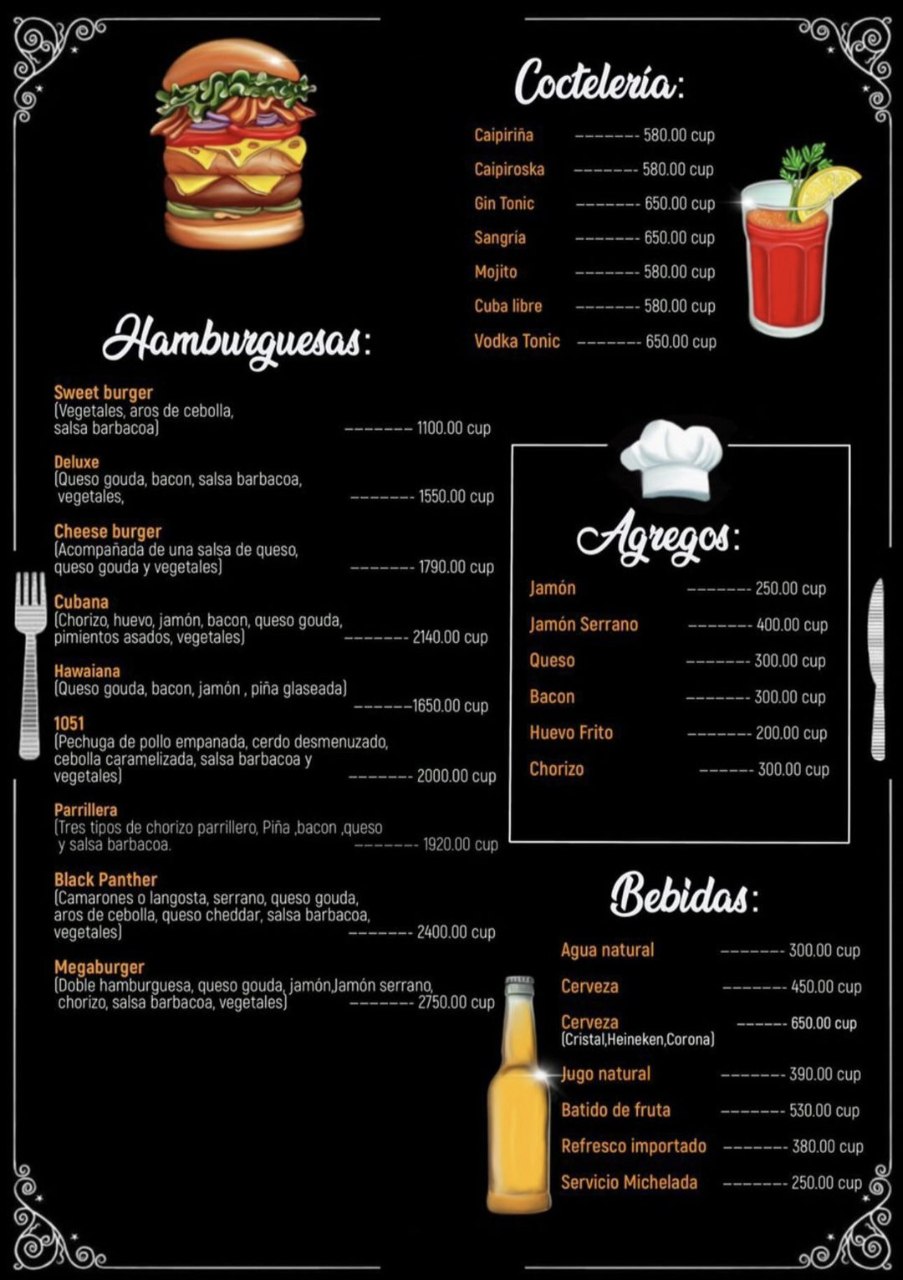 Coctelería:
Caipiriña ------- 580.00 cup
Caipiroska ------- 580.00 cup
Gin Tonic ------- 650.00 cup
Sangría ------- 650.00 cup
Mojito ------- 580.00 cup
Cuba libre ------- 580.00 cup
Vodka Tonic ------- 650.00 cup
Hamburguesas:
Sweet burger
(Vegetales, aros de cebolla,
salsa barbacoa) ------- 1100.00 cup
Deluxe
(Queso gouda, bacon, salsa barbacoa,
vegetales, ------- 1550.00 cup
Cheese burger
(Acompañada de una salsa de queso,
queso gouda y vegetales) ------- 1790.00 cup
Cubana
(Chorizo, huevo, jamón, bacon, queso gouda,
pimientos asados, vegetales) ------- 2140.00 cup
Hawaiana
(Queso gouda, bacon, jamón , piña glaseada)
------1650.00 cup
1051
(Pechuga de pollo empanada, cerdo desmenuzado,
cebolla caramelizada, salsa barbacoa y
vegetales) ------- 2000.00 cup
Parrillera
(Tres tipos de chorizo parrillero, Piña ,bacon ,queso
y salsa barbacoa. ------- 1920.00 cup
Black Panther
(Camarones o langosta, serrano, queso gouda,
aros de cebolla, queso cheddar, salsa barbacoa,
vegetales) ------- 2400.00 cup
Megaburger
(Doble hamburguesa, queso gouda, jamón,Jamón serrano,
chorizo, salsa barbacoa, vegetales) ------- 2750.00 cup
Agregos:
Jamón ------- 250.00 cup
Jamón Serrano ------- 400.00 cup
Queso ------- 300.00 cup
Bacon ------- 300.00 cup
Huevo Frito ------- 200.00 cup
Chorizo ------ 300.00 cup
Bebidas:
Agua natural ------- 300.00 cup
Cerveza ------- 450.00 cup
Cerveza ------ 650.00 cup
(Cristal,Heineken,Corona)
Jugo natural ------- 390.00 cup
Batido de fruta ------- 530.00 cup
Refresco importado ------- 380.00 cup
Servicio Michelada ------- 250.00 cup